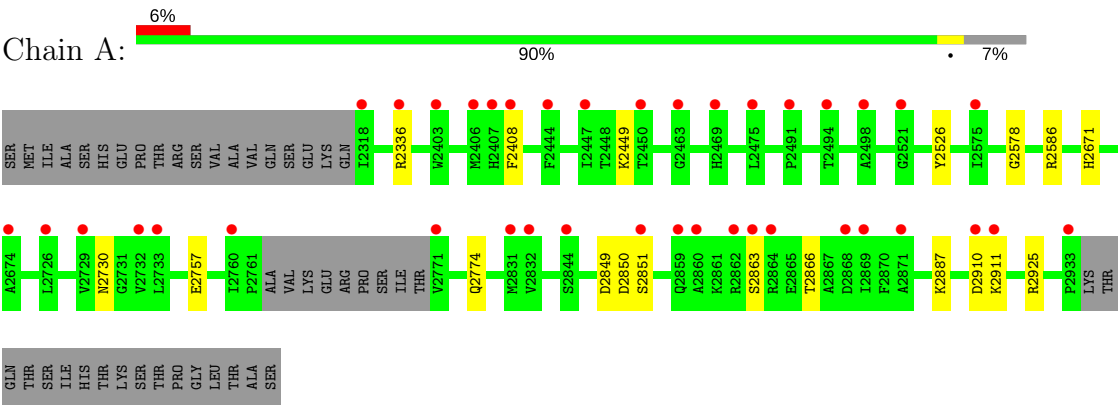 6%
Chain A:
90% • 7%
SER MET ILE ALA SER HIS GLU PRO THR ARG SER VAL ALA VAL GLN SER GLU LYS GLN I2318 R2336 W2403 M2406 H2407 F2408 F2444 I2447 T2448 K2449 T2450 G2463 H2469 L2475 P2491 T2494 A2498 G2521 Y2526 I2575 G2578 R2586 H2671
A2674 L2726 V2729 N2730 G2731 V2732 L2733 E2757 I2760 P2761 ALA VAL LYS GLU ARG PRO SER ILE THR V2771 Q2774 M2831 V2832 S2844 D2849 D2850 S2851 Q2859 A2860 K2861 R2862 S2863 R2864 E2865 T2866 A2867 D2868 I2869 F2870 A2871 K2887 D2910 K2911 R2925 P2933 LYS THR
GLN THR SER ILE HIS THR LYS SER THR PRO GLY LEU THR ALA SER